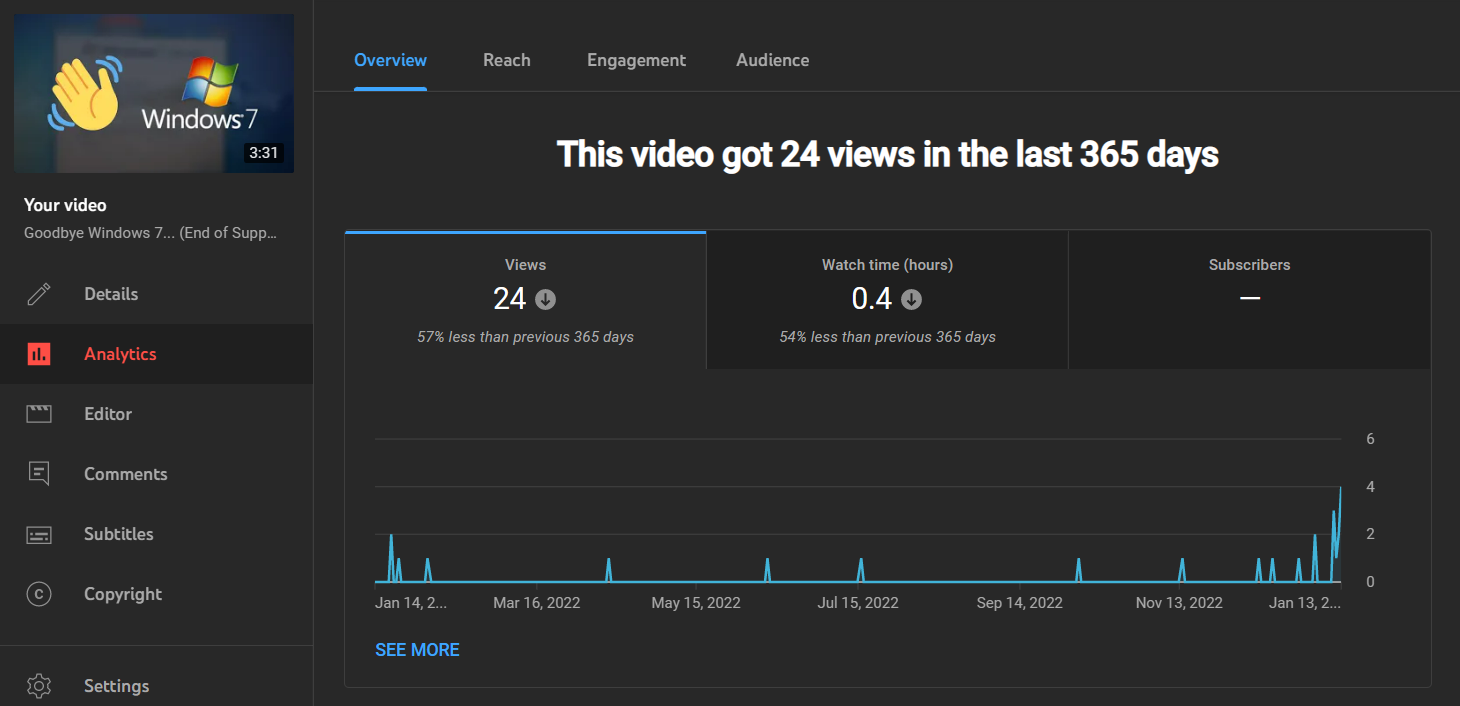 Windows 7
3:31
Your video
Goodbye Windows 7... (End of Supp...
Details
Analytics
Editor
Comments
Subtitles
Copyright
Settings
Overview Reach Engagement Audience
This video got 24 views in the last 365 days
Views
24
57% less than previous 365 days
Watch time (hours)
0.4
54% less than previous 365 days
Subscribers
—
6
4
2
0
Jan 14, 2... Mar 16, 2022 May 15, 2022 Jul 15, 2022 Sep 14, 2022 Nov 13, 2022 Jan 13, 2...
SEE MORE